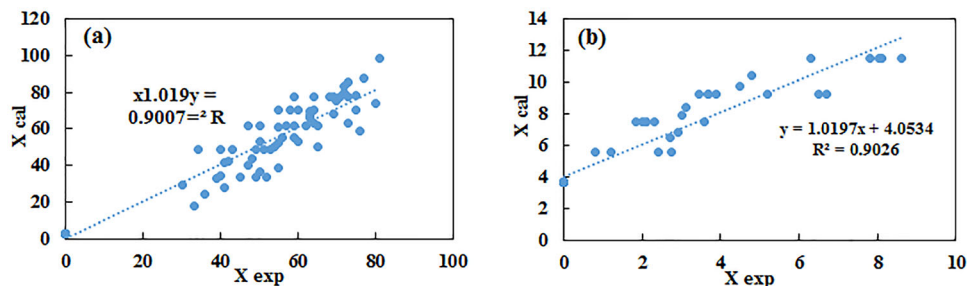 (a)
X cal
120
100
80
60
40
20
0
x1.019y =
0.9007=² R
0 20 40 60 80 100
X exp
(b)
X cal
14
12
10
8
6
4
2
0
y = 1.0197x + 4.0534
R² = 0.9026
0 2 4 6 8 10
X exp